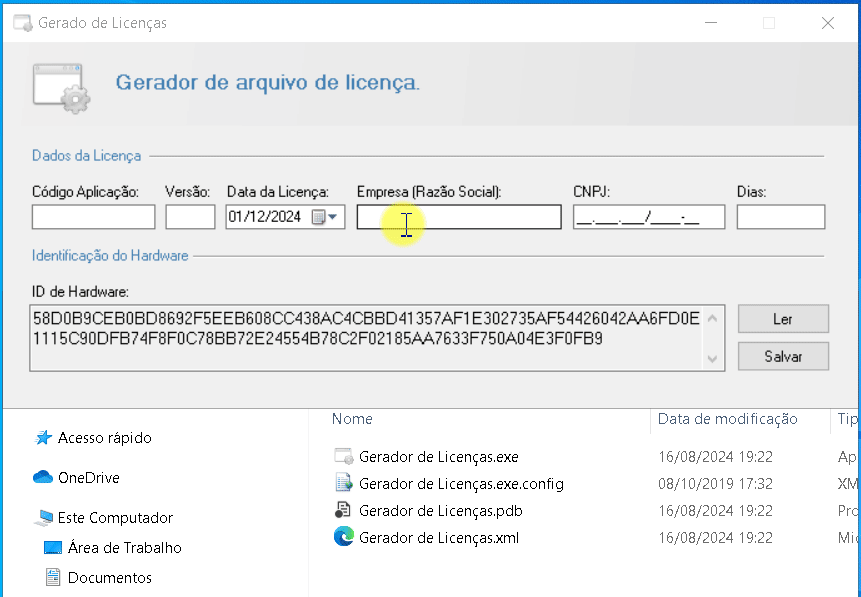 Gerado de Licenças
Gerador de arquivo de licença.
Dados da Licença
Código Aplicação: Versão: Data da Licença: Empresa (Razão Social): CNPJ: Dias:
01/12/2024 __.___.___/____-__
Identificação do Hardware
ID de Hardware:
58D0B9CEB0BD8692F5EEB608CC438AC4CBBD41357AF1E302735AF54426042AA6FD0E
1115C90DFB74F8F0C78BB72E24554B78C2F02185AA7633F750A04E3F0FB9
Ler
Salvar
Nome Data de modificação Tip
Acesso rápido
OneDrive
Este Computador
Área de Trabalho
Documentos
Gerador de Licenças.exe 16/08/2024 19:22 Ap
Gerador de Licenças.exe.config 08/10/2019 17:32 XM
Gerador de Licenças.pdb 16/08/2024 19:22 Pro
Gerador de Licenças.xml 16/08/2024 19:22 Mic